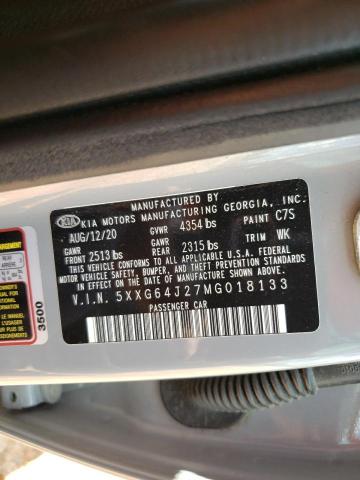 MANUFACTURED BY
KIA KIA MOTORS MANUFACTURING GEORGIA, INC.
AUG/12/20 GVWR 4354 lbs PAINT C7S
GAWR FRONT 2513 lbs GAWR REAR 2315 lbs TRIM WK
THIS VEHICLE CONFORMS TO ALL APPLICABLE U.S.A. FEDERAL
MOTOR VEHICLE SAFETY, BUMPER, AND THEFT PREVENTION STANDARDS
IN EFFECT ON THE DATE OF MANUFACTURE SHOWN ABOVE.
V.I.N. 5XXG64J27MG018133
PASSENGER CAR
3500